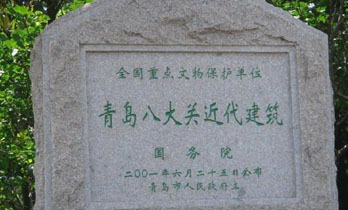 全国重点文物保护单位
青岛八大关近代建筑
国务院
二〇〇一年六月二十五日公布
青岛市人民政府立